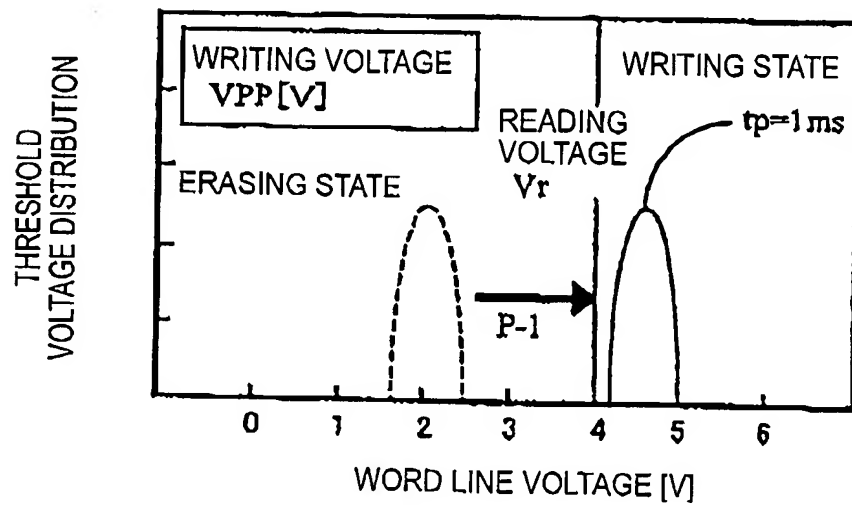 WRITING VOLTAGE
VPP [V]
WRITING STATE
READING
VOLTAGE
Vr
tp=1ms
ERASING STATE
P-1
THRESHOLD
VOLTAGE DISTRIBUTION
0 1 2 3 4 5 6
WORD LINE VOLTAGE [V]